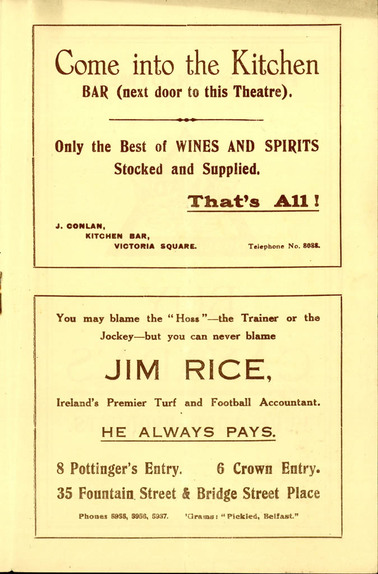 Come into the Kitchen
BAR (next door to this Theatre).
Only the Best of WINES AND SPIRITS
Stocked and Supplied.
That's All!
J. CONLAN,
KITCHEN BAR,
VICTORIA SQUARE.
Telephone No. 8088.
You may blame the "Hoss"—the Trainer or the
Jockey—but you can never blame
JIM RICE,
Ireland's Premier Turf and Football Accountant.
HE ALWAYS PAYS.
8 Pottinger's Entry. 6 Crown Entry.
35 Fountain Street & Bridge Street Place
Phones 5955, 3956, 5937. 'Grams: "Pickled, Belfast."